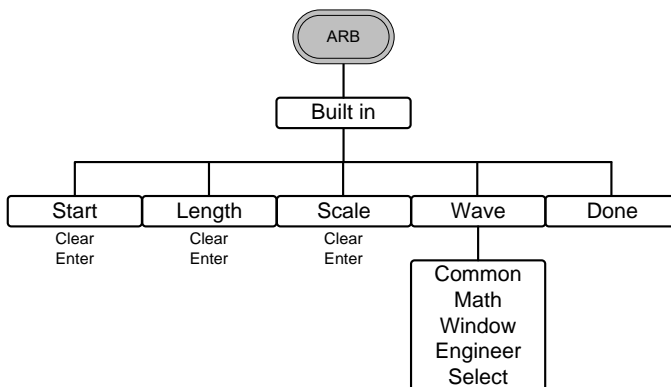 ARB
Built in
Start
Length
Scale
Wave
Done
Clear
Enter
Clear
Enter
Clear
Enter
Common
Math
Window
Engineer
Select